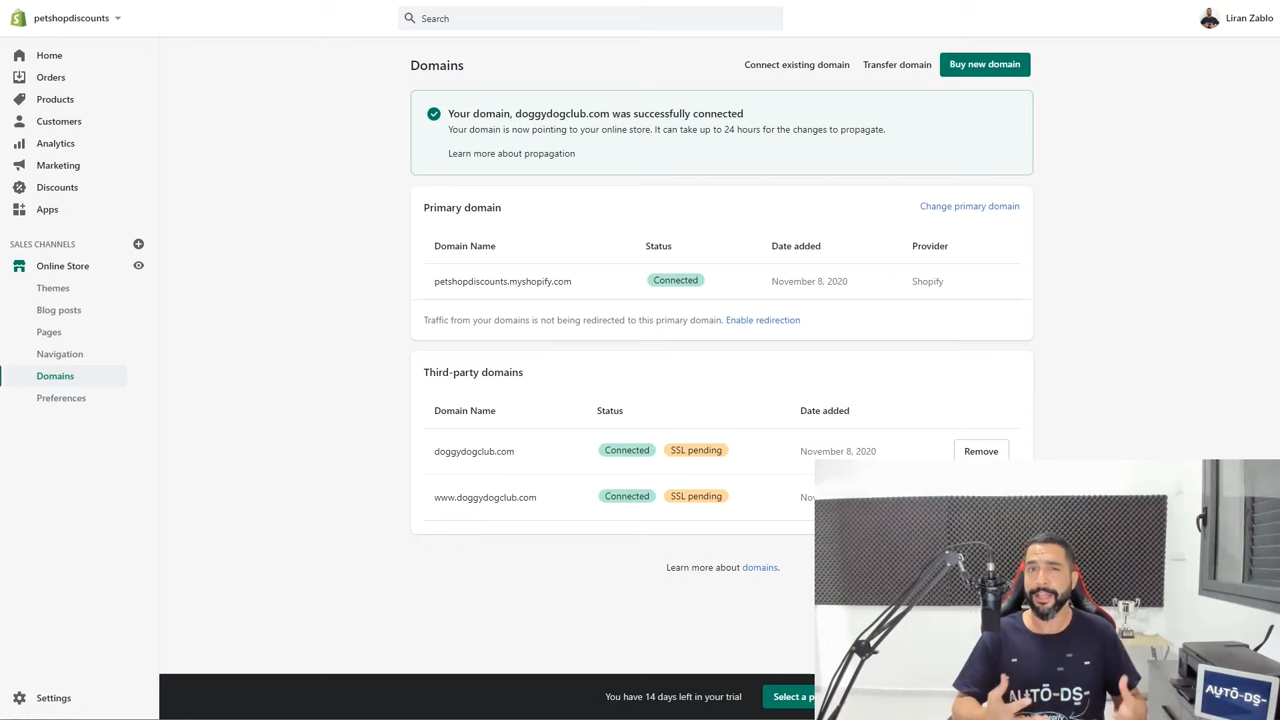 petshopdiscounts
Search
Liran Zablo
Home
Orders
Products
Customers
Analytics
Marketing
Discounts
Apps
SALES CHANNELS
Online Store
Themes
Blog posts
Pages
Navigation
Domains
Preferences
Settings
Domains
Connect existing domain
Transfer domain
Buy new domain
Your domain, doggydogclub.com was successfully connected
Your domain is now pointing to your online store. It can take up to 24 hours for the changes to propagate.
Learn more about propagation
Primary domain
Change primary domain
Domain Name Status Date added Provider
petshopdiscounts.myshopify.com Connected November 8, 2020 Shopify
Traffic from your domains is not being redirected to this primary domain. Enable redirection
Third-party domains
Domain Name Status Date added
doggydogclub.com Connected SSL pending November 8, 2020 Remove
www.doggydogclub.com Connected SSL pending
Learn more about domains.
You have 14 days left in your trial
Select a
AUTŌ-DS-
AUTŌ-DS-